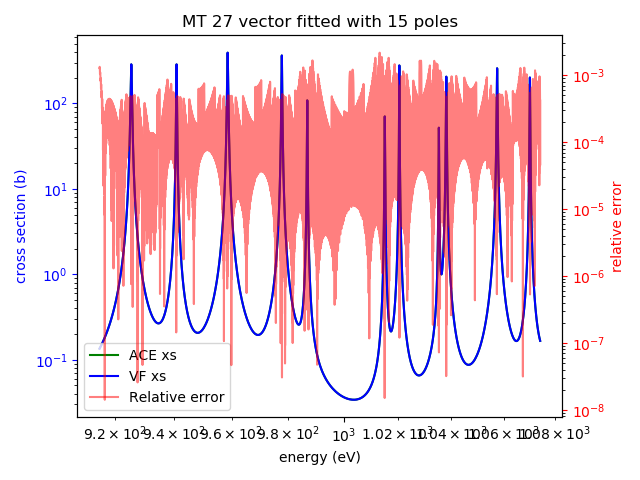 MT 27 vector fitted with 15 poles
cross section (b)
10²
10¹
10⁰
10⁻¹
10⁻³
10⁻⁴
10⁻⁵
10⁻⁶
10⁻⁷
10⁻⁸
relative error
ACE xs
VF xs
Relative error
9.2 × 10² 9.4 × 10² 9.6 × 10² 9.8 × 10² 10³ 1.02 × 10³ 1.04 × 10³ 1.06 × 10³ 1.08 × 10³
energy (eV)